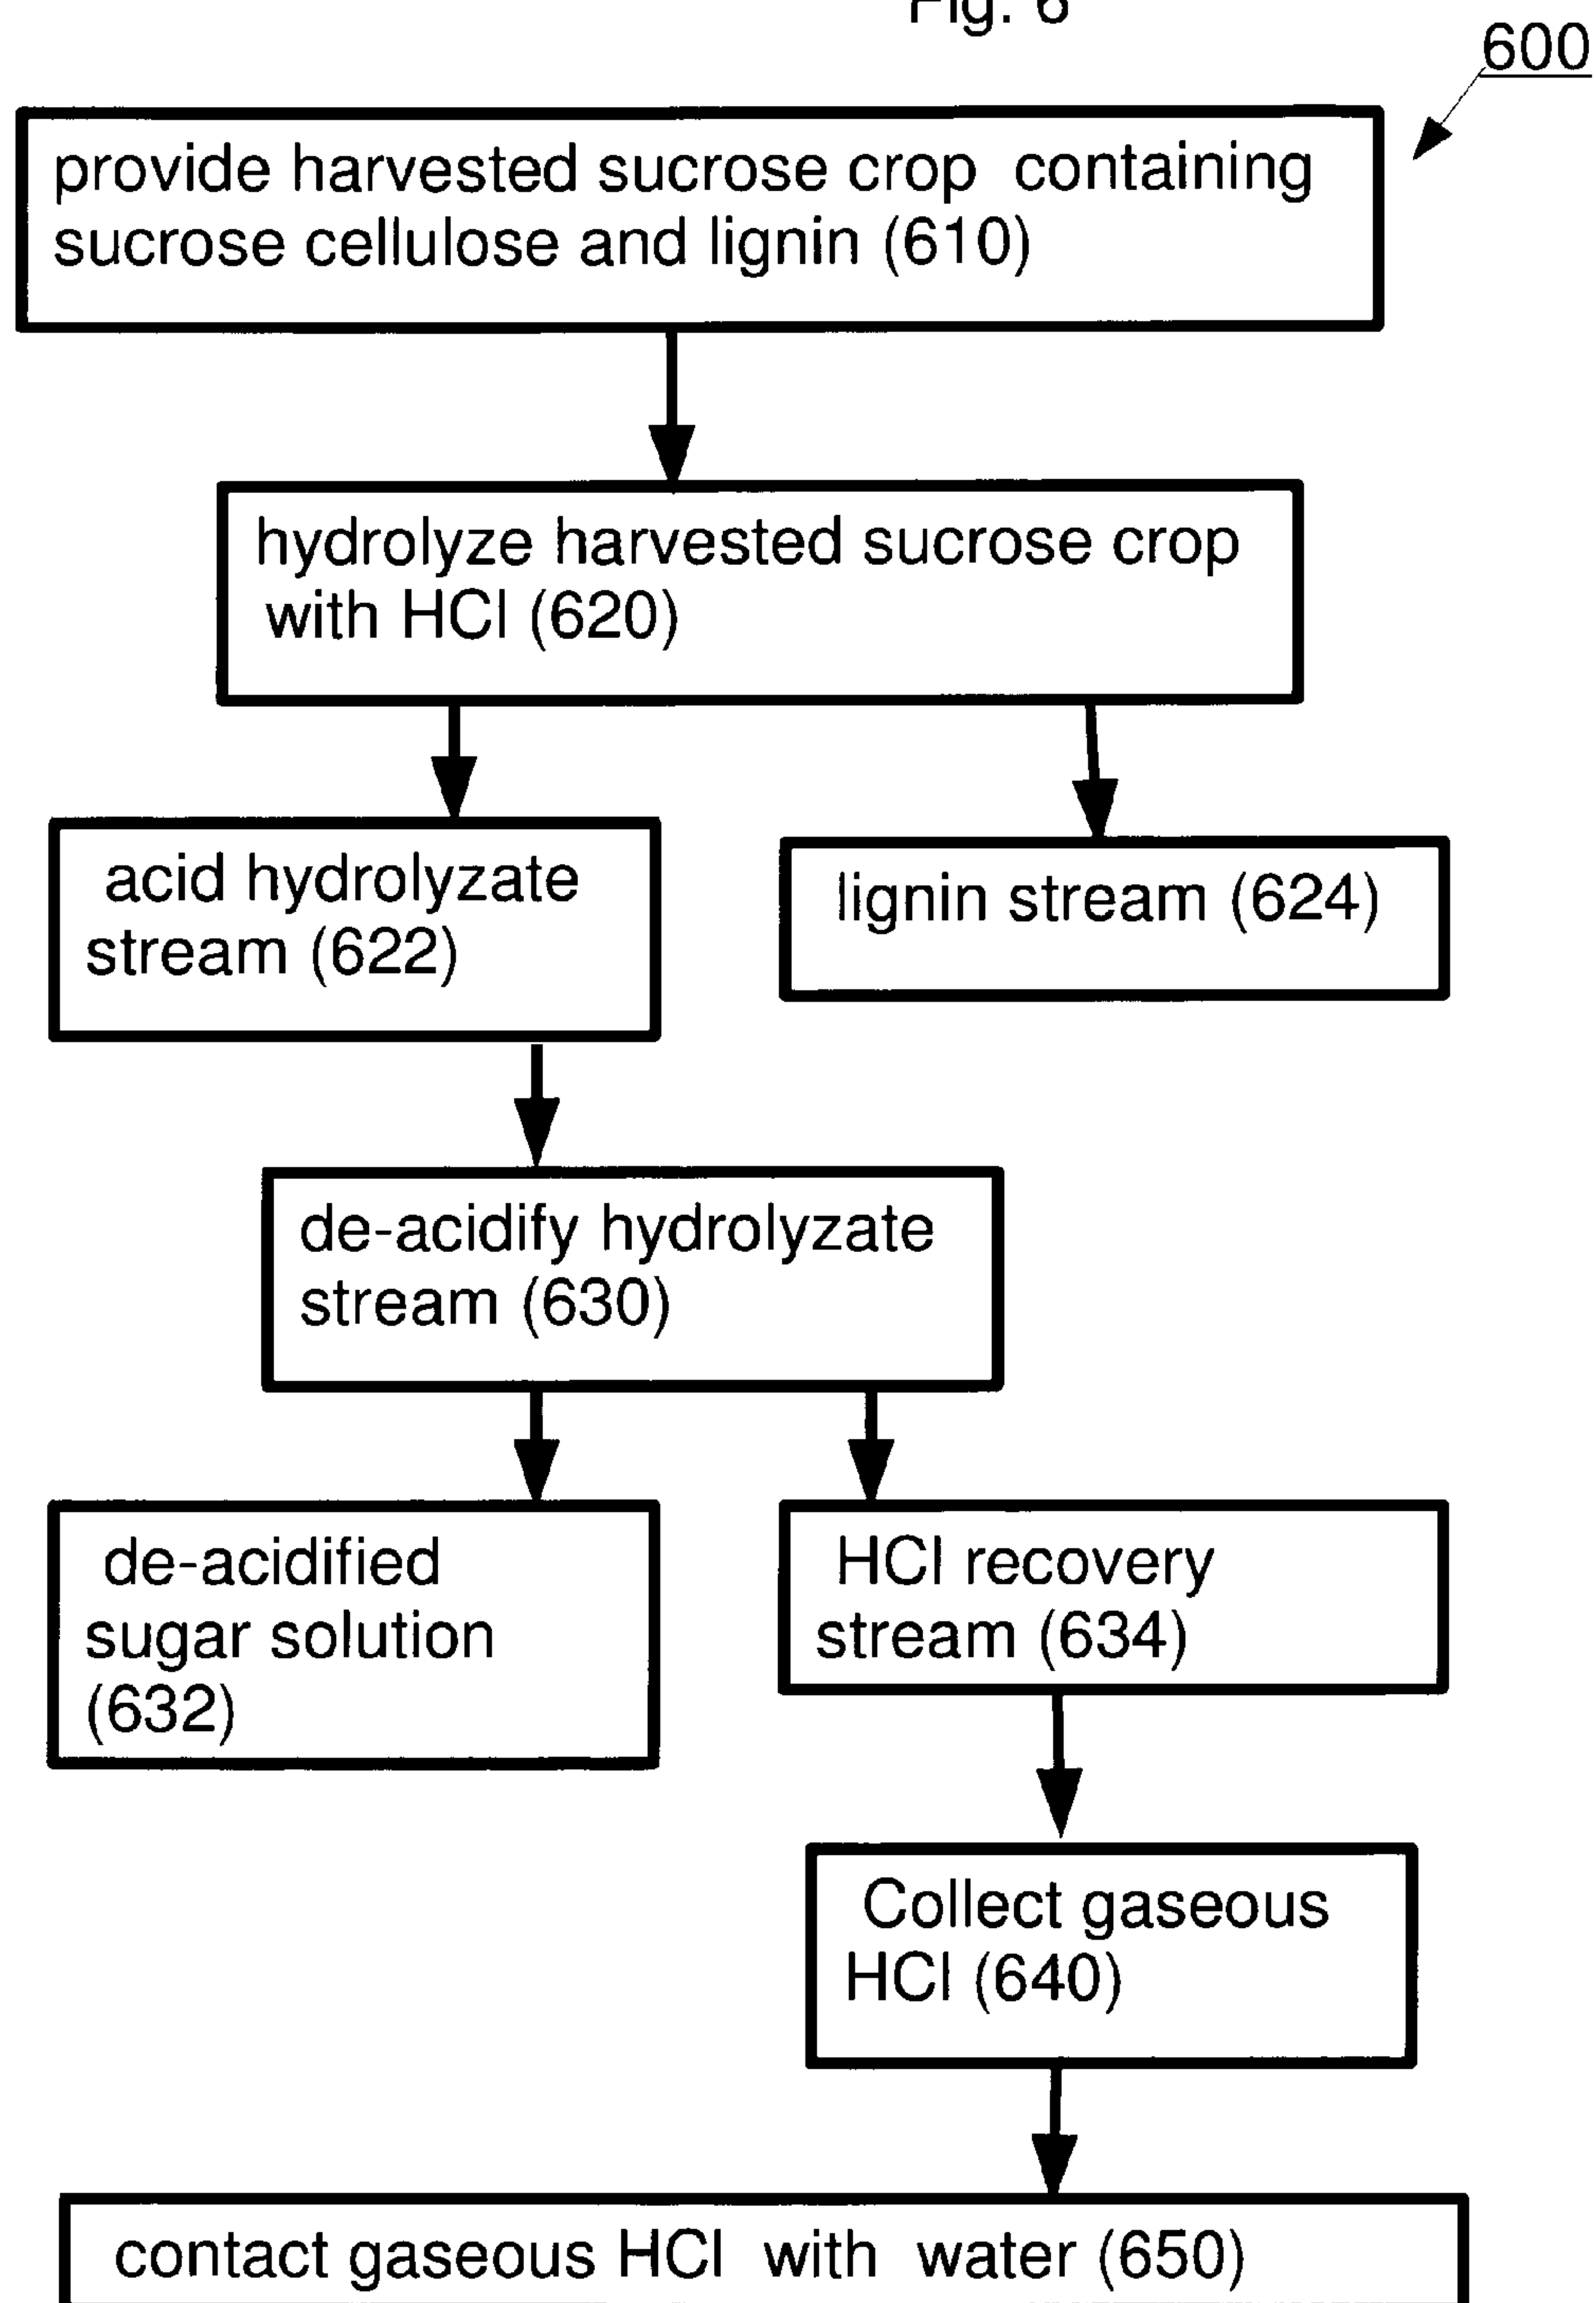 Fig. 6
600
provide harvested sucrose crop containing
sucrose cellulose and lignin (610)
hydrolyze harvested sucrose crop
with HCl (620)
acid hydrolyzate
stream (622)
lignin stream (624)
de-acidify hydrolyzate
stream (630)
de-acidified
sugar solution
(632)
HCl recovery
stream (634)
Collect gaseous
HCl (640)
contact gaseous HCl with water (650)